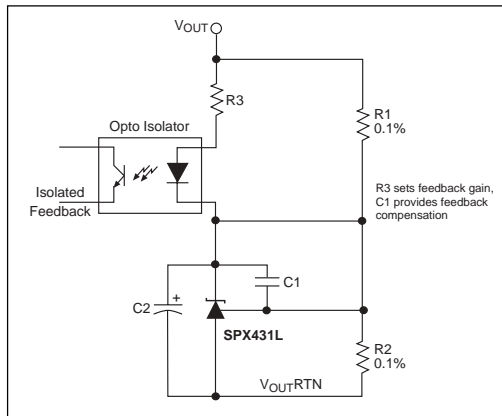 VOUT
R3
Opto Isolator
R1
0.1%
Isolated
Feedback
R3 sets feedback gain,
C1 provides feedback
compensation
C1
C2
+
SPX431L
R2
0.1%
VOUTRTN